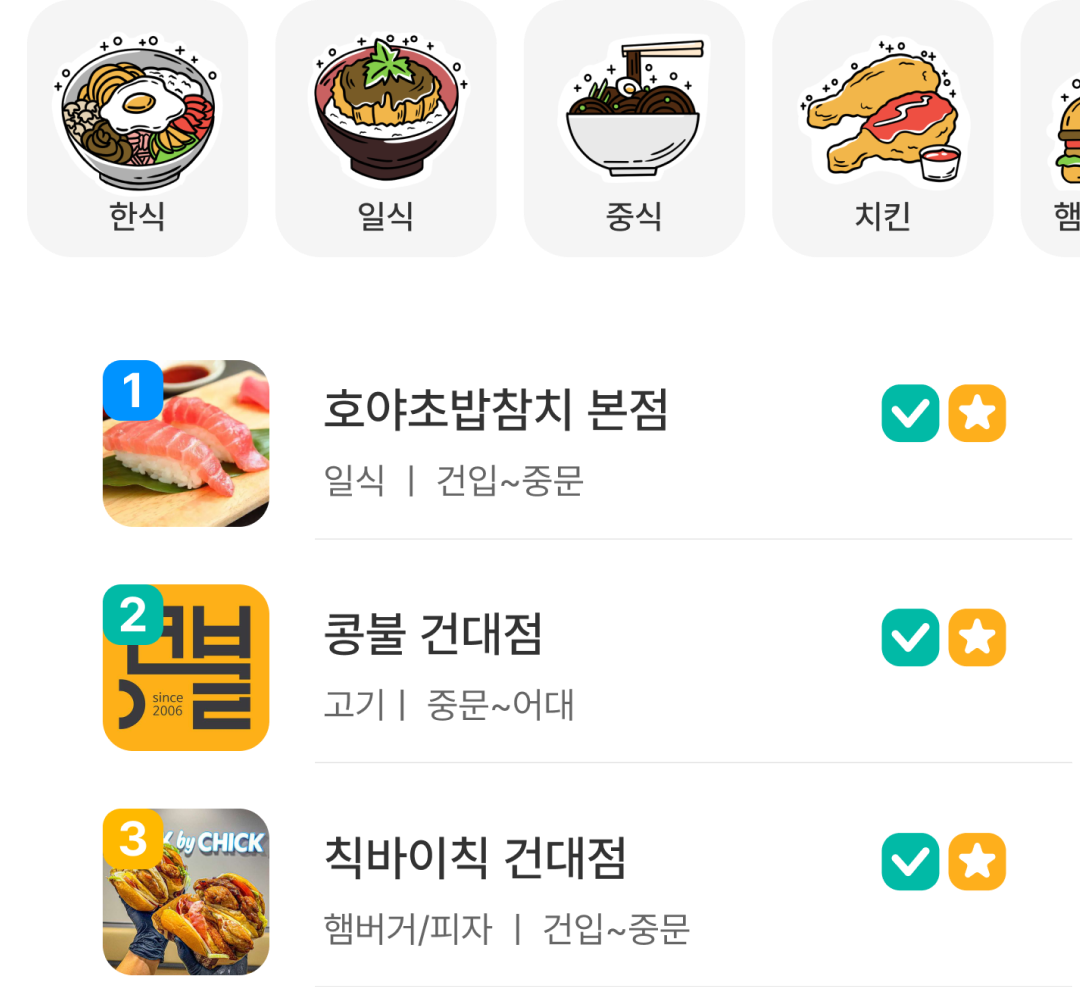 한식
일식
중식
치킨
햄
1
호야초밥참치 본점
일식 | 건입~중문
2
since
2006
콩불 건대점
고기 | 중문~어대
3
by CHICK
칙바이칙 건대점
햄버거/피자 | 건입~중문